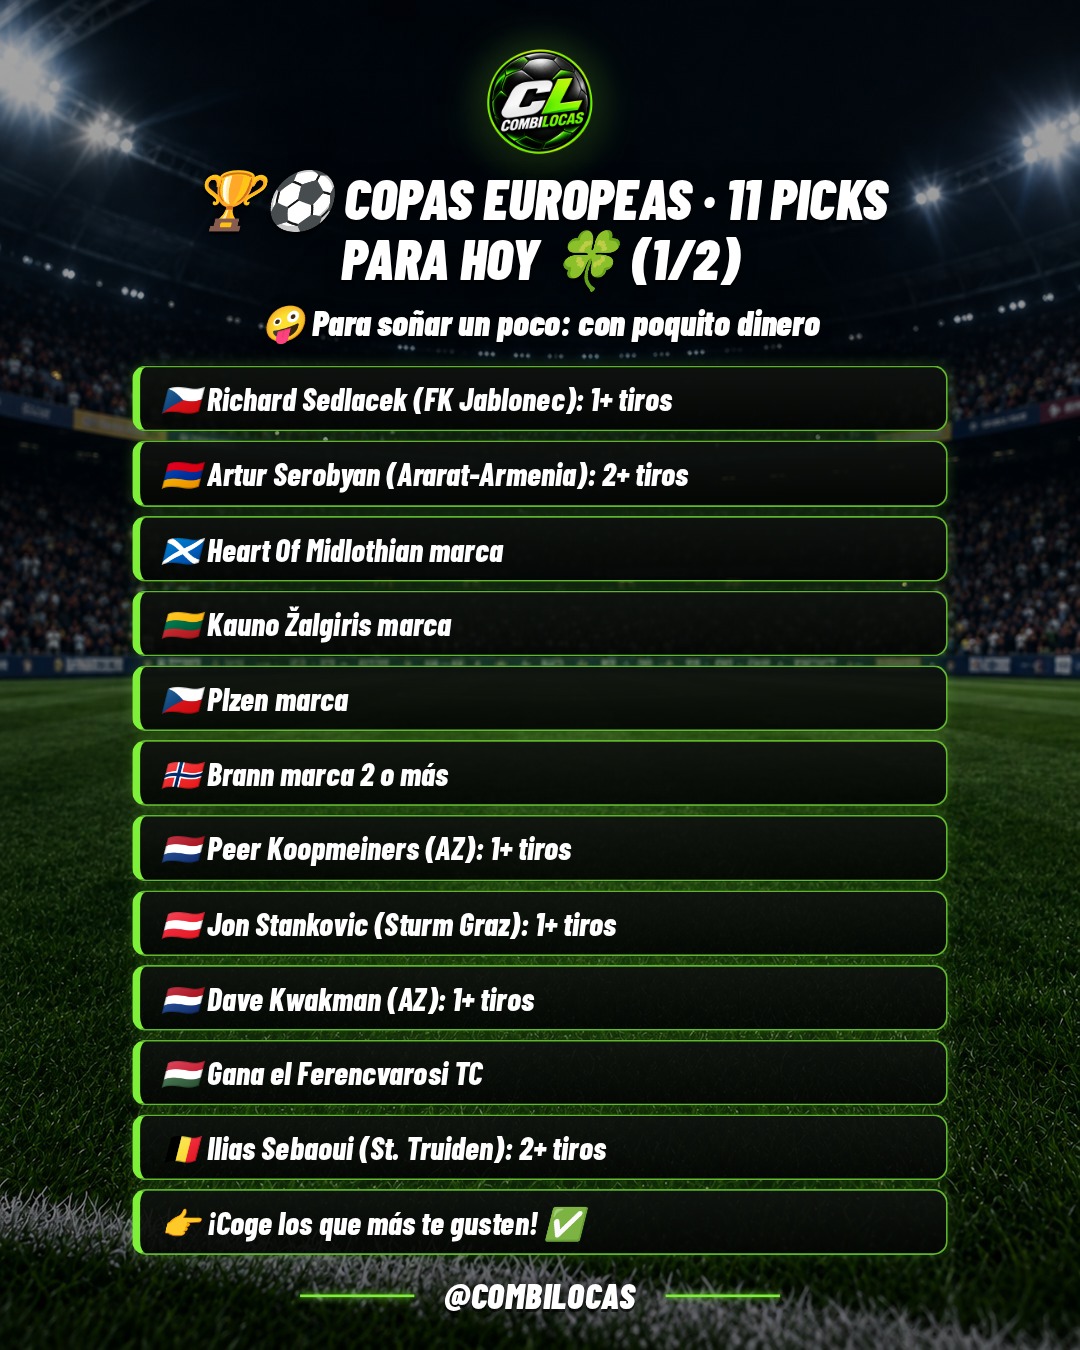 CL
COMBILOCAS
🏆⚽ COPAS EUROPEAS · 11 PICKS
PARA HOY 🍀 (1/2)
🤪 Para soñar un poco: con poquito dinero
🇨🇿 Richard Sedlacek (FK Jablonec): 1+ tiros
🇦🇲 Artur Serobyan (Ararat-Armenia): 2+ tiros
🏴󠁧󠁢󠁳󠁣󠁴󠁿 Heart Of Midlothian marca
🇱🇹 Kauno Žalgiris marca
🇨🇿 Plzen marca
🇳🇴 Brann marca 2 o más
🇳🇱 Peer Koopmeiners (AZ): 1+ tiros
🇦🇹 Jon Stankovic (Sturm Graz): 1+ tiros
🇳🇱 Dave Kwakman (AZ): 1+ tiros
🇭🇺 Gana el Ferencvarosi TC
🇧🇪 Ilias Sebaoui (St. Truiden): 2+ tiros
👉 ¡Coge los que más te gusten! ✅
@COMBILOCAS